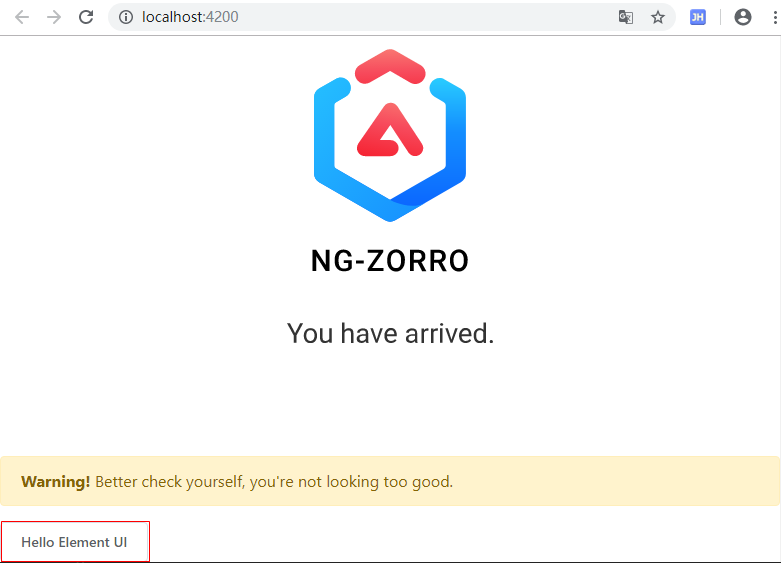 localhost:4200
JH
NG-ZORRO
You have arrived.
Warning! Better check yourself, you're not looking too good.
Hello Element UI